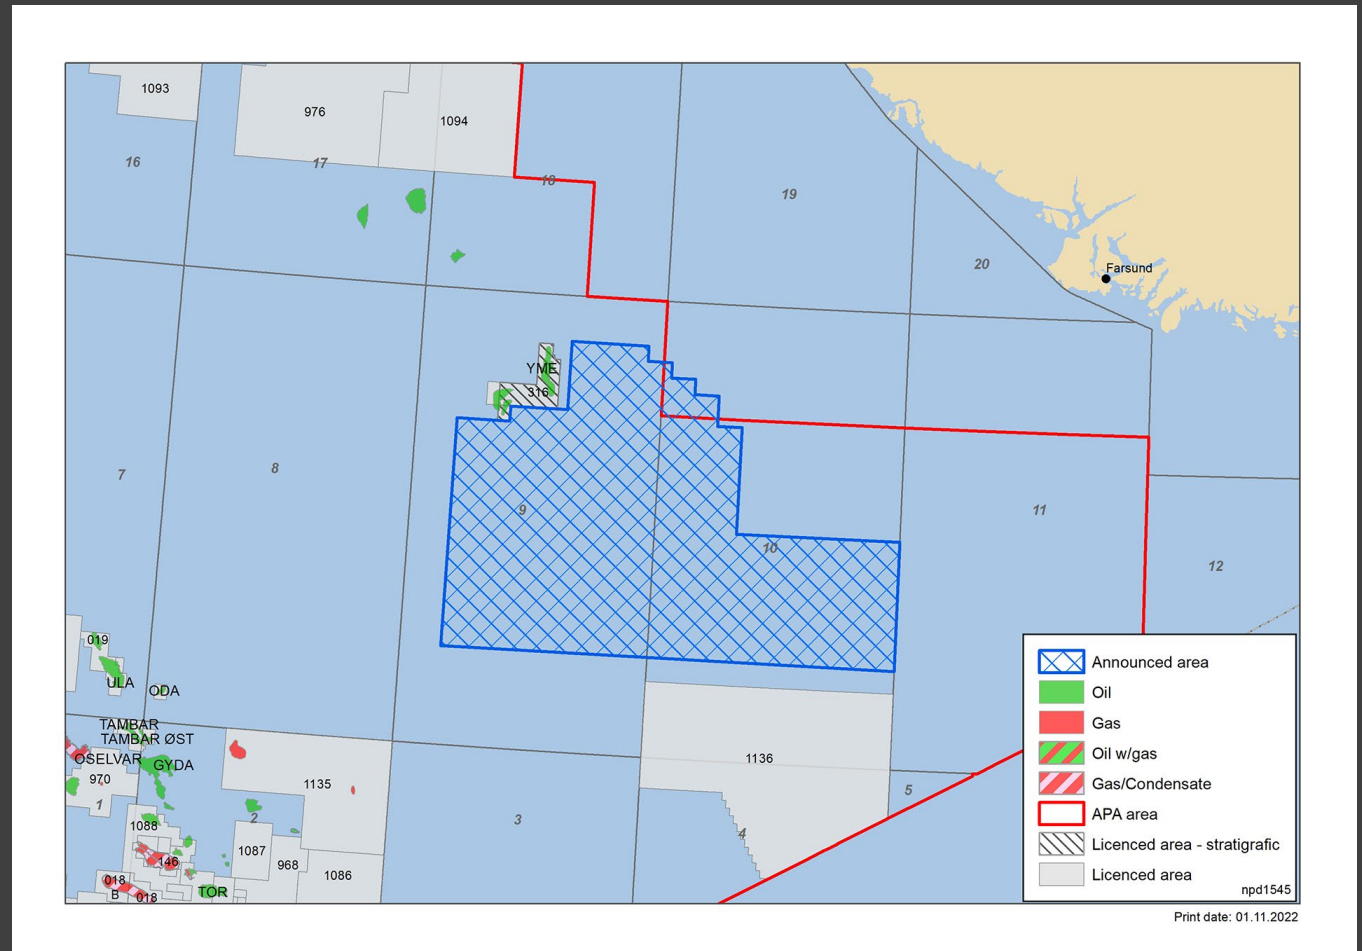 1093
976
1094
16
17
18
19
20
Farsund
YME
316
7
8
9
10
11
12
019
ULA
ODA
TAMBAR
TAMBAR ØST
OSELVAR
GYDA
970
1
1135
1136
2
3
4
5
1088
1087
968
146
1086
018
B
018
TOR
Announced area
Oil
Gas
Oil w/gas
Gas/Condensate
APA area
Licenced area - stratigrafic
Licenced area
npd1545
Print date: 01.11.2022